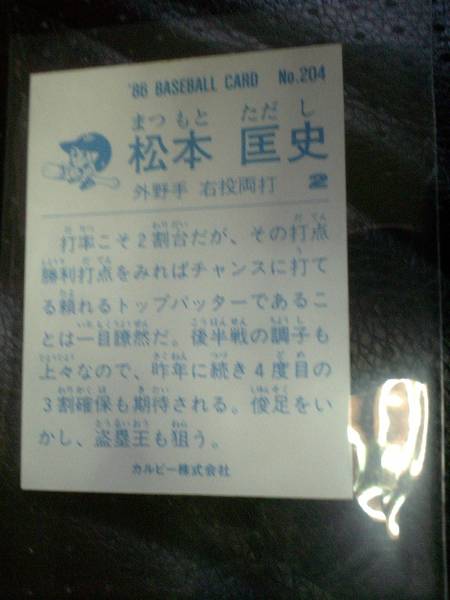 '86 BASEBALL CARD No.204
まつ もと ただ し
松本 匡史
外野手 右投両打 2
打率こそ2割台だが、その打点
勝利打点をみればチャンスに打て
る頼れるトップバッターであるこ
とは一目瞭然だ。後半戦の調子も
上々なので、昨年に続き4度目の
3割確保も期待される。俊足をい
かし、盗塁王も狙う。
カルビー株式会社